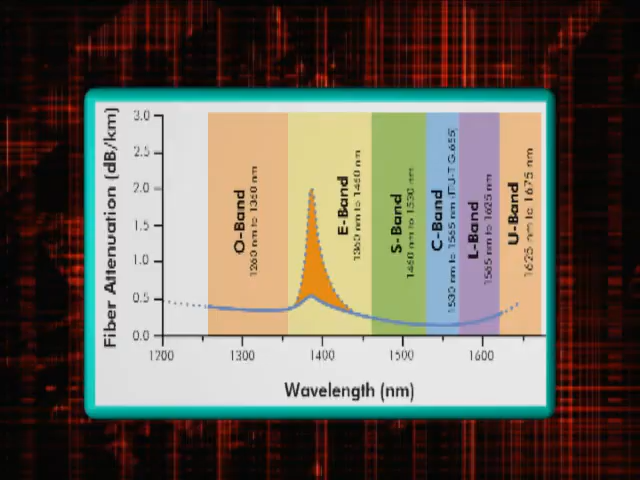 Fiber Attenuation (dB/km)
3.0
2.5
2.0
1.5
1.0
0.5
0.0
O-Band
1260 nm to 1360 nm
E-Band
1360 nm to 1460 nm
S-Band
1460 nm to 1530 nm
C-Band
1530 nm to 1565 nm (ITU-T G.655)
L-Band
1565 nm to 1625 nm
U-Band
1625 nm to 1675 nm
1700 1300 1400 1500 1600
Wavelength (nm)